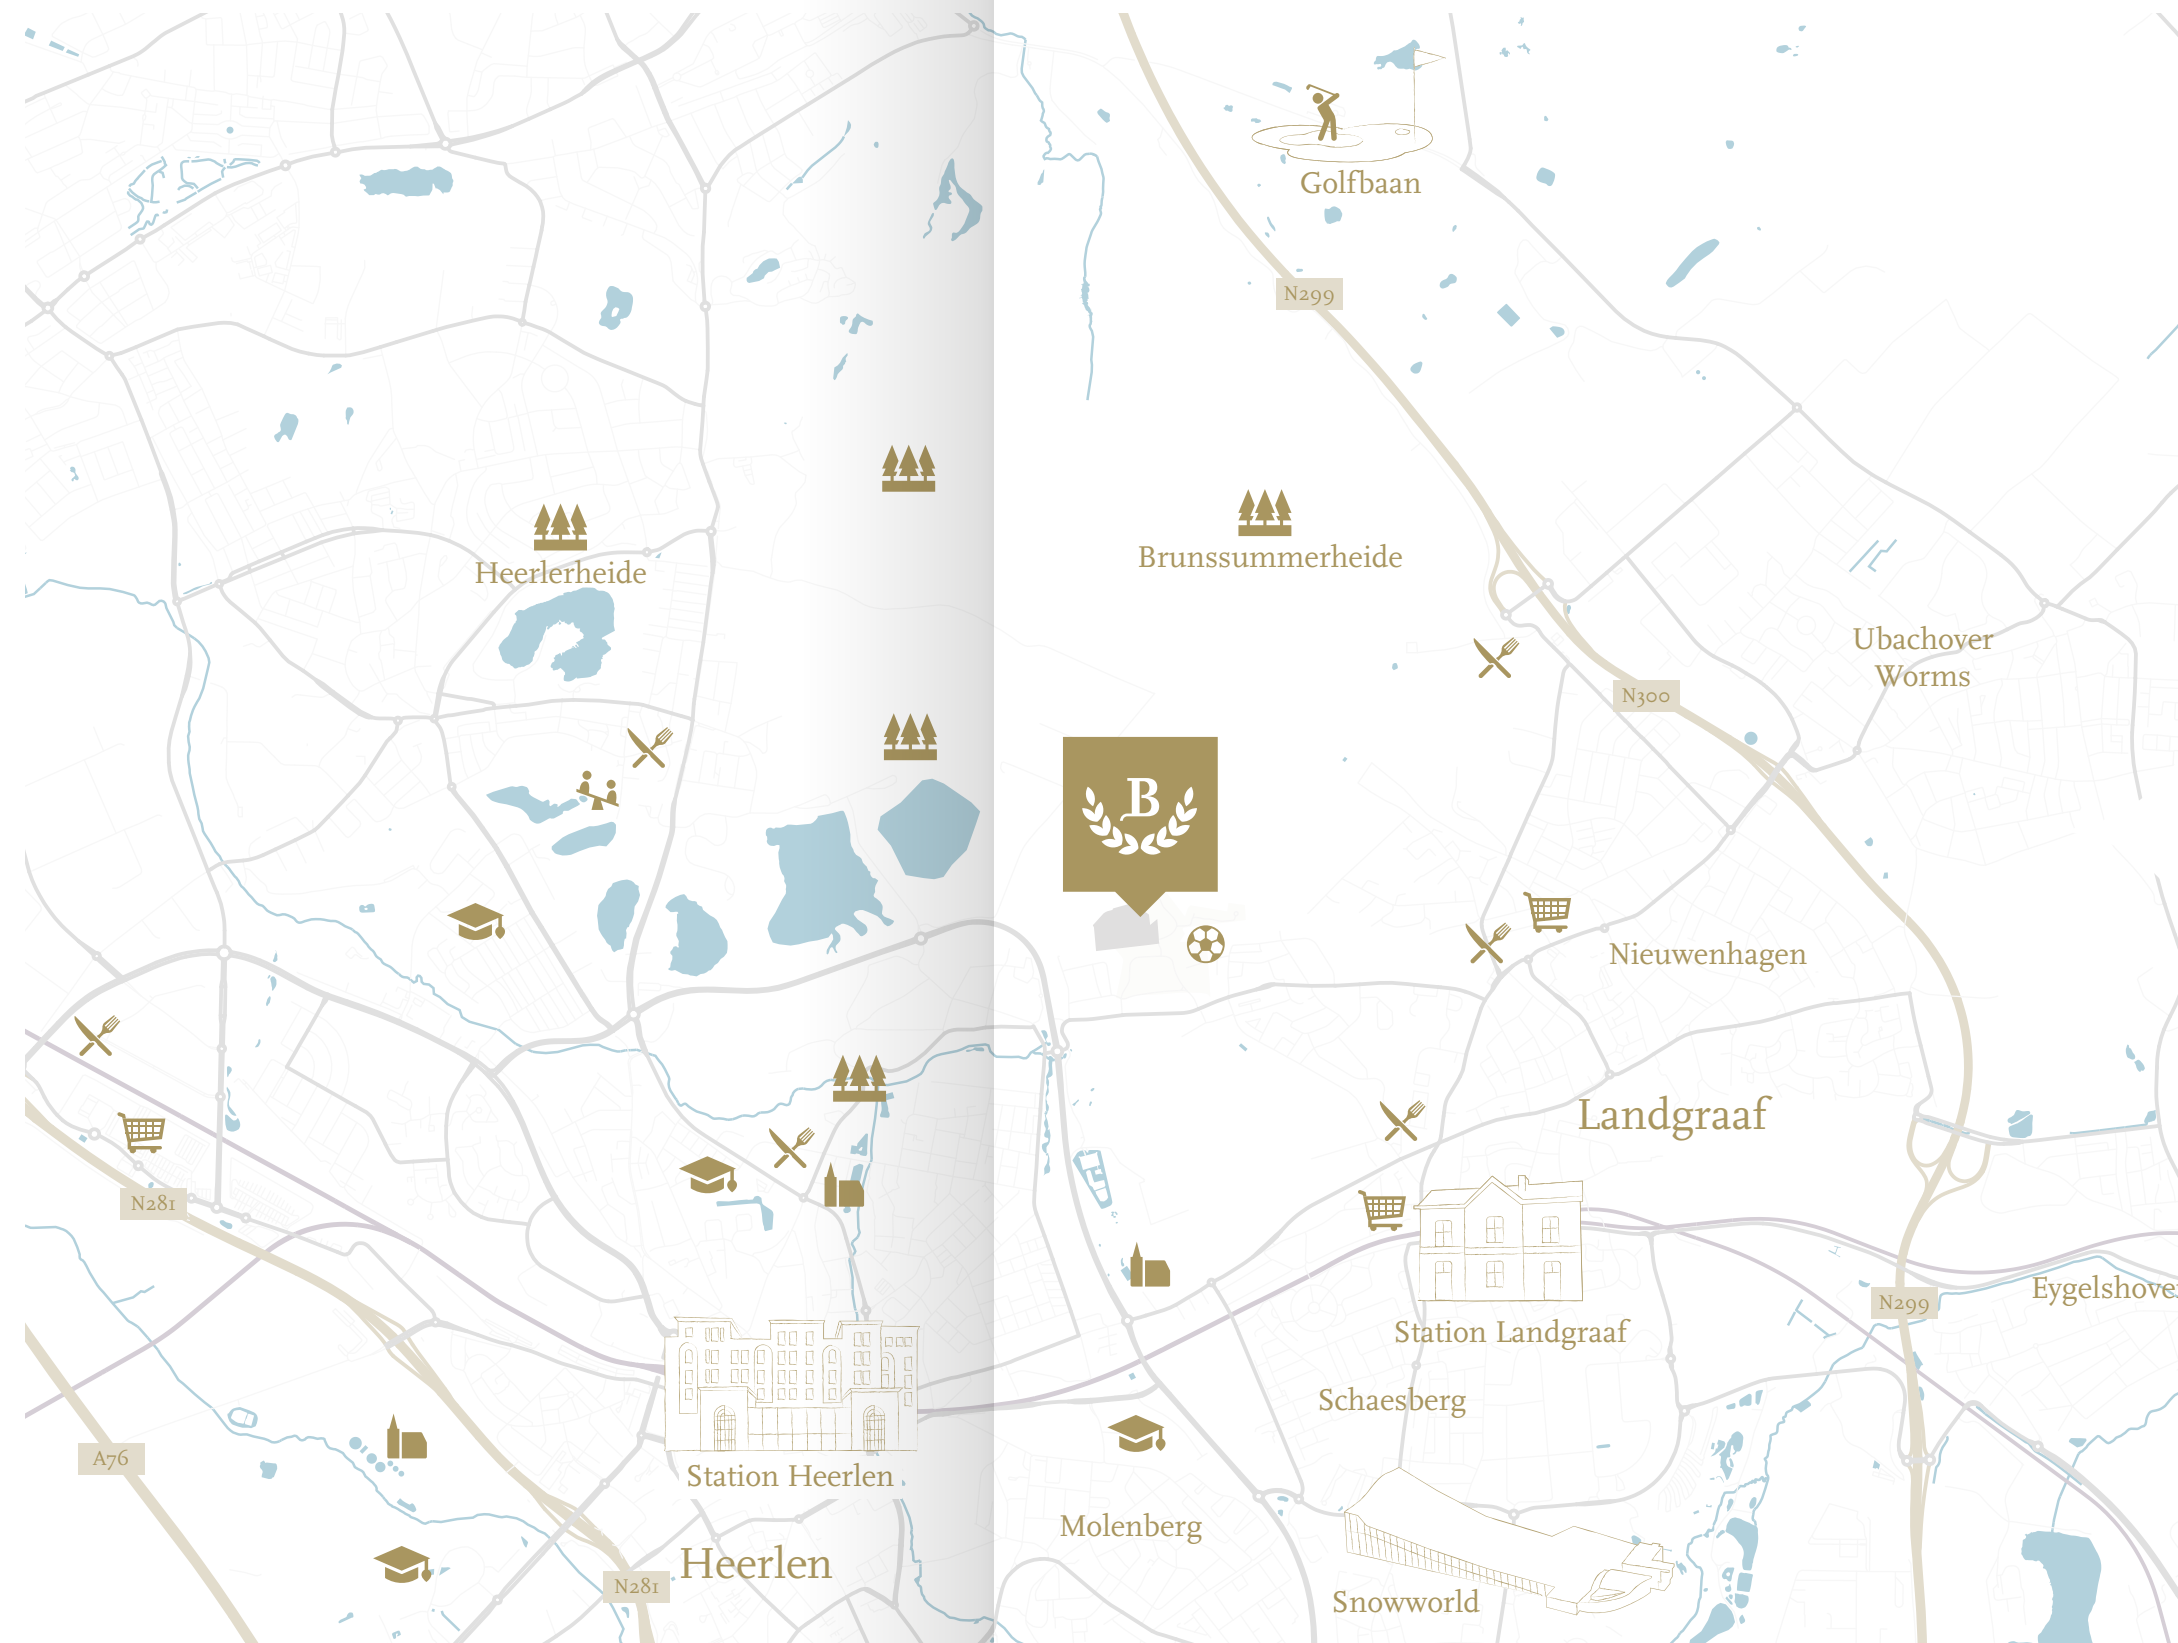 Golfbaan
N299
Heerlerheide
Brunssummerheide
Ubachover
Worms
N300
B
Nieuwenhagen
Landgraaf
N281
Eygelshove
N299
Station Landgraaf
Schaesberg
A76
Station Heerlen
Molenberg
Heerlen
N281
Snowworld